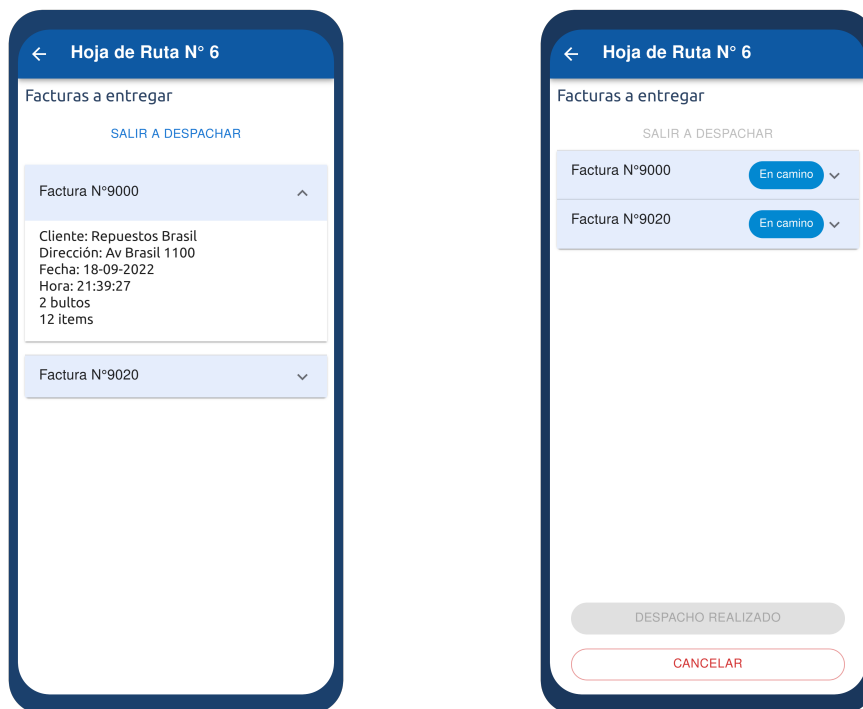 Hoja de Ruta N° 6
Facturas a entregar
SALIR A DESPACHAR
Factura N°9000
Cliente: Repuestos Brasil
Dirección: Av Brasil 1100
Fecha: 18-09-2022
Hora: 21:39:27
2 bultos
12 items
Factura N°9020
Hoja de Ruta N° 6
Facturas a entregar
SALIR A DESPACHAR
Factura N°9000 En camino
Factura N°9020 En camino
DESPACHO REALIZADO
CANCELAR